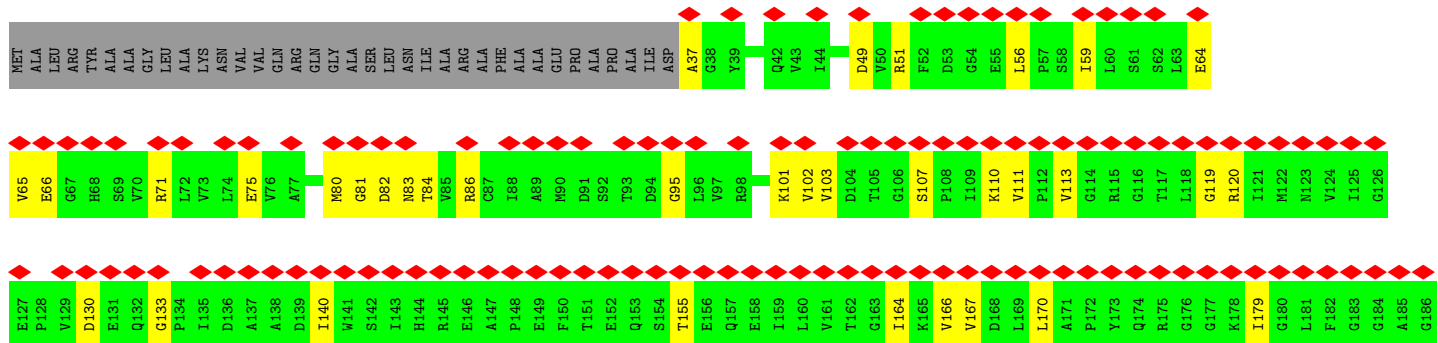 MET ALA LEU ARG TYR ALA ALA GLY LEU ALA LYS ASN VAL VAL GLN ARG GLN GLY ALA SER LEU ASN ILE ALA ARG ALA PHE ALA ALA GLU PRO ALA PRO ALA ILE ASP A37 G38 Y39 Q42 V43 I44 D49 V50 R51 F52 D53 G54 E55 L56 P57 S58 I59 L60 S61 S62 L63 E64
V65 E66 G67 H68 S69 V70 R71 L72 V73 L74 E75 V76 A77 M80 G81 D82 N83 T84 V85 R86 C87 I88 A89 M90 D91 S92 T93 D94 G95 L96 V97 R98 K101 V102 V103 D104 T105 G106 S107 P108 I109 K110 V111 P112 V113 G114 R115 G116 T117 L118 G119 R120 I121 M122 N123 V124 I125 G126
E127 P128 V129 D130 E131 Q132 G133 P134 I135 D136 A137 A138 D139 I140 W141 S142 I143 H144 R145 E146 A147 P148 E149 F150 T151 E152 Q153 S154 T155 E156 Q157 E158 I159 L160 V161 T162 G163 I164 K165 V166 V167 D168 L169 L170 A171 P172 Y173 Q174 R175 G176 G177 K178 I179 G180 L181 F182 G183 G184 A185 G186